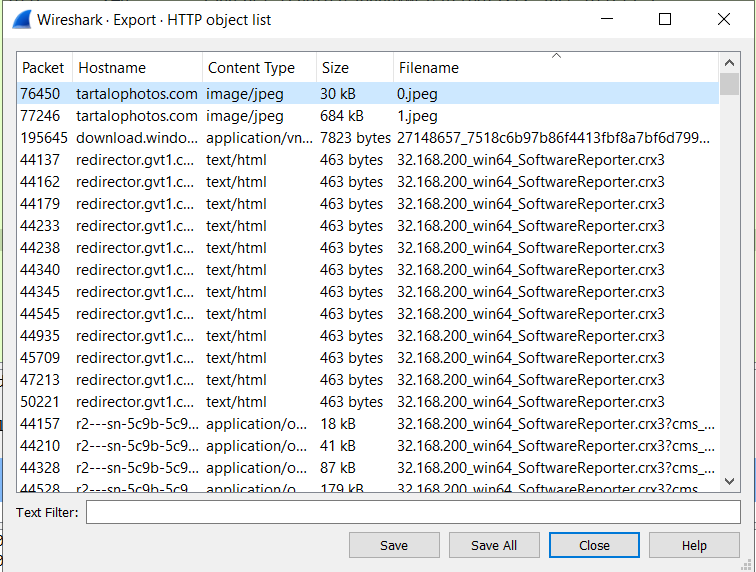 Wireshark · Export · HTTP object list
Packet Hostname Content Type Size Filename
76450 tartalophotos.com image/jpeg 30 kB 0.jpeg
77246 tartalophotos.com image/jpeg 684 kB 1.jpeg
195645 download.windo... application/vn... 7823 bytes 27148657_7518c6b97b86f4413fbf8a7bf6d799...
44137 redirector.gvt1.c... text/html 463 bytes 32.168.200_win64_SoftwareReporter.crx3
44162 redirector.gvt1.c... text/html 463 bytes 32.168.200_win64_SoftwareReporter.crx3
44179 redirector.gvt1.c... text/html 463 bytes 32.168.200_win64_SoftwareReporter.crx3
44233 redirector.gvt1.c... text/html 463 bytes 32.168.200_win64_SoftwareReporter.crx3
44238 redirector.gvt1.c... text/html 463 bytes 32.168.200_win64_SoftwareReporter.crx3
44340 redirector.gvt1.c... text/html 463 bytes 32.168.200_win64_SoftwareReporter.crx3
44345 redirector.gvt1.c... text/html 463 bytes 32.168.200_win64_SoftwareReporter.crx3
44545 redirector.gvt1.c... text/html 463 bytes 32.168.200_win64_SoftwareReporter.crx3
44935 redirector.gvt1.c... text/html 463 bytes 32.168.200_win64_SoftwareReporter.crx3
45709 redirector.gvt1.c... text/html 463 bytes 32.168.200_win64_SoftwareReporter.crx3
47213 redirector.gvt1.c... text/html 463 bytes 32.168.200_win64_SoftwareReporter.crx3
50221 redirector.gvt1.c... text/html 463 bytes 32.168.200_win64_SoftwareReporter.crx3
44157 r2---sn-5c9b-5c9... application/o... 18 kB 32.168.200_win64_SoftwareReporter.crx3?cms_...
44210 r2---sn-5c9b-5c9... application/o... 41 kB 32.168.200_win64_SoftwareReporter.crx3?cms_...
44328 r2---sn-5c9b-5c9... application/o... 87 kB 32.168.200_win64_SoftwareReporter.crx3?cms_...
44528 r2---sn-5c9b-5c9... application/o... 179 kB 32.168.200_win64_SoftwareReporter.crx3?cms_...
Text Filter:
Save Save All Close Help